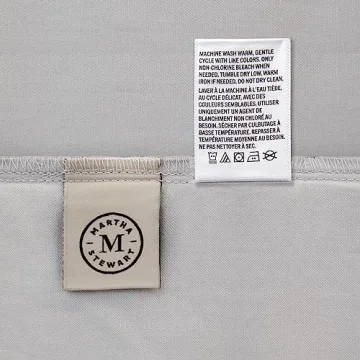 MACHINE WASH WARM, GENTLE
CYCLE WITH LIKE COLORS. ONLY
NON-CHLORINE BLEACH WHEN
NEEDED. TUMBLE DRY LOW. WARM
IRON IF NEEDED. DO NOT DRY CLEAN.
LAVER À LA MACHINE À L'EAU TIÈDE,
AU CYCLE DÉLICAT, AVEC DES
COULEURS SEMBLABLES. UTILISER
UNIQUEMENT UN AGENT DE
BLANCHIMENT NON CHLORÉ AU
BESOIN. SÉCHER PAR CULBUTAGE À
BASSE TEMPÉRATURE. REPASSER À
TEMPÉRATURE MOYENNE AU BESOIN.
NE PAS NETTOYER À SEC.
MARTHA
M
STEWART